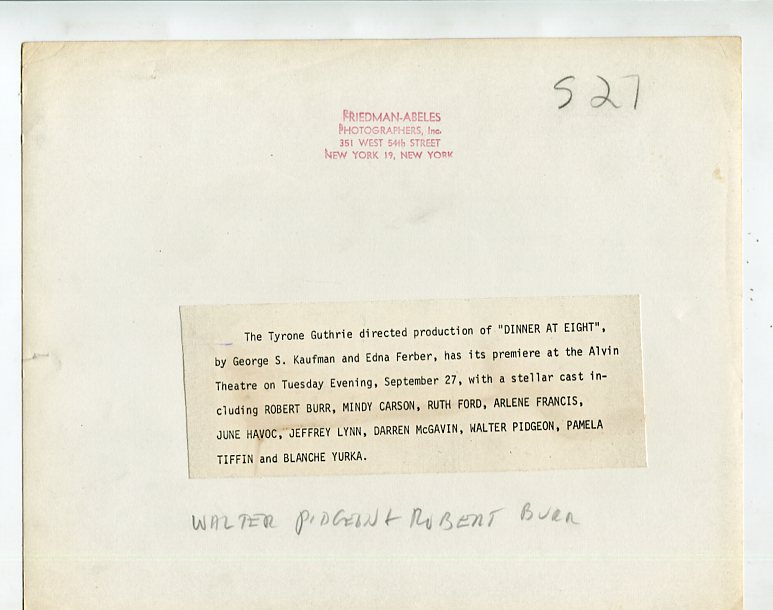 S 27
FRIEDMAN-ABELES
PHOTOGRAPHERS, Inc.
351 WEST 54th STREET
NEW YORK 19, NEW YORK
The Tyrone Guthrie directed production of "DINNER AT EIGHT",
by George S. Kaufman and Edna Ferber, has its premiere at the Alvin
Theatre on Tuesday Evening, September 27, with a stellar cast in-
cluding ROBERT BURR, MINDY CARSON, RUTH FORD, ARLENE FRANCIS,
JUNE HAVOC, JEFFREY LYNN, DARREN McGAVIN, WALTER PIDGEON, PAMELA
TIFFIN and BLANCHE YURKA.
WALTER PIDGEON + ROBERT BURR